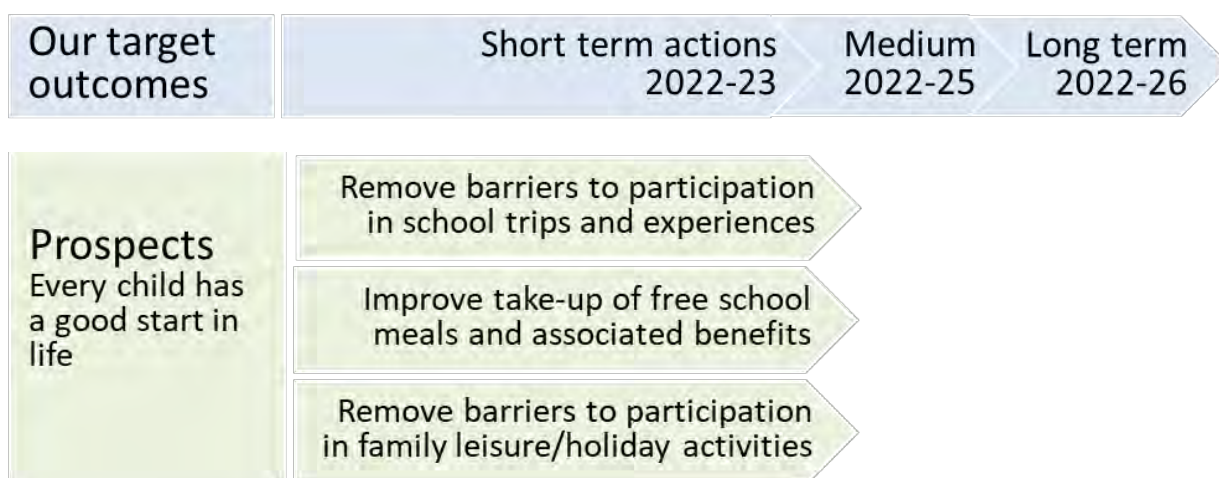 Our target
outcomes
Short term actions
2022-23
Medium
2022-25
Long term
2022-26
Prospects
Every child has
a good start in
life
Remove barriers to participation
in school trips and experiences
Improve take-up of free school
meals and associated benefits
Remove barriers to participation
in family leisure/holiday activities